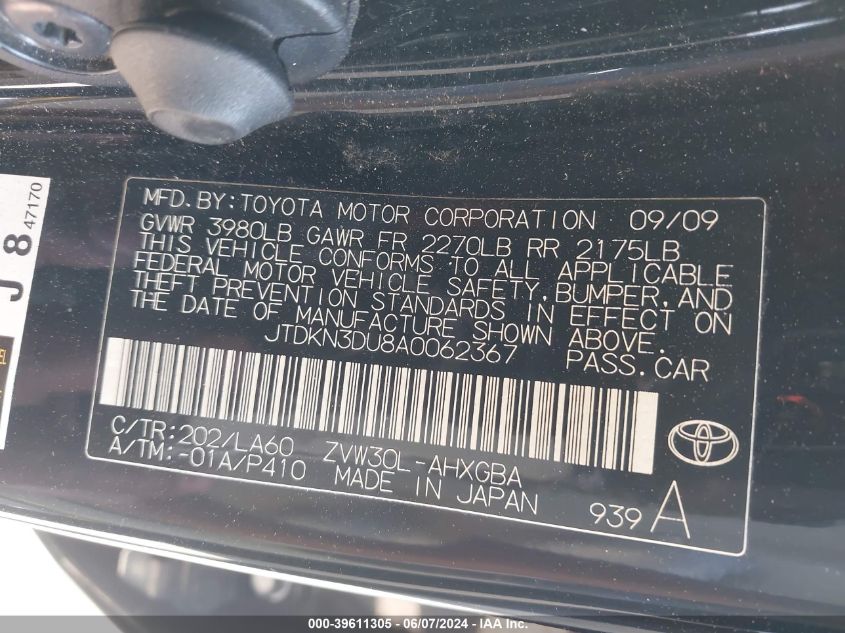 MFD. BY: TOYOTA MOTOR CORPORATION 09/09
GVWR 3980LB GAWR FR 2270LB RR 2175LB
THIS VEHICLE CONFORMS TO ALL APPLICABLE
FEDERAL MOTOR VEHICLE SAFETY, BUMPER, AND
THEFT PREVENTION STANDARDS IN EFFECT ON
THE DATE OF MANUFACTURE SHOWN ABOVE.
JTDKN3DU8A0062367 PASS.CAR
C/TR:202/LA60 ZVW30L-AHXGBA
A/TM:-01A/P410 MADE IN JAPAN
939 A
J 8 47170
000-39611305 - 06/07/2024 - IAA Inc.